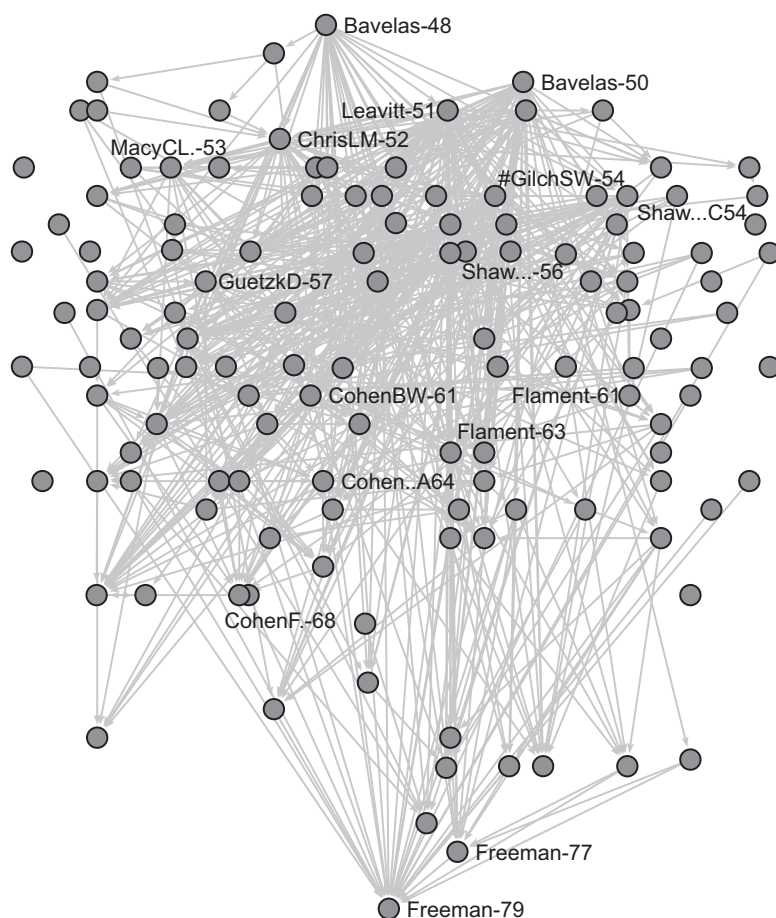 Bavelas-48
Bavelas-50
Leavitt-51
ChrisLM-52
MacyCL.-53
#GilchSW-54
Shaw...C54
Shaw...-56
GuetzkD-57
CohenBW-61
Flament-61
Flament-63
Cohen..A64
CohenF.-68
Freeman-77
Freeman-79